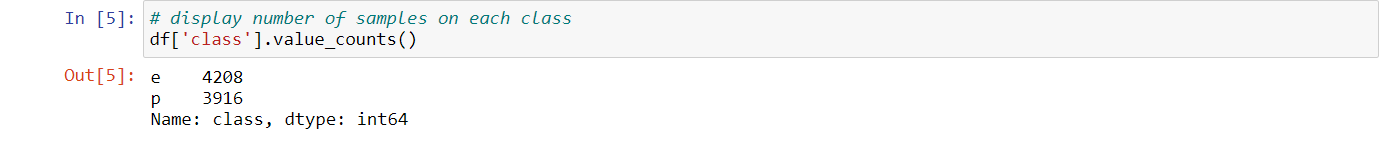 In [5]: # display number of samples on each class
df['class'].value_counts()
Out[5]: e    4208
p    3916
Name: class, dtype: int64